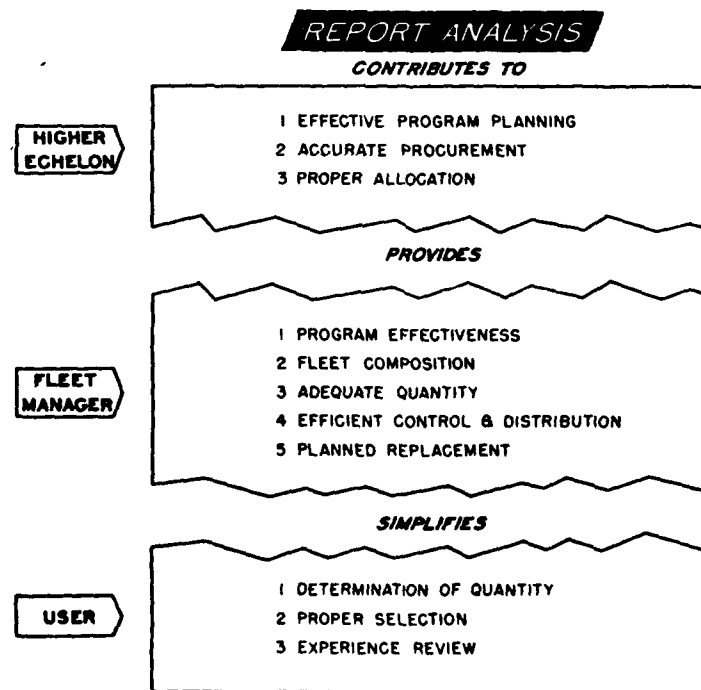 REPORT ANALYSIS
CONTRIBUTES TO
HIGHER
ECHELON
1 EFFECTIVE PROGRAM PLANNING
2 ACCURATE PROCUREMENT
3 PROPER ALLOCATION
PROVIDES
FLEET
MANAGER
1 PROGRAM EFFECTIVENESS
2 FLEET COMPOSITION
3 ADEQUATE QUANTITY
4 EFFICIENT CONTROL & DISTRIBUTION
5 PLANNED REPLACEMENT
SIMPLIFIES
USER
1 DETERMINATION OF QUANTITY
2 PROPER SELECTION
3 EXPERIENCE REVIEW